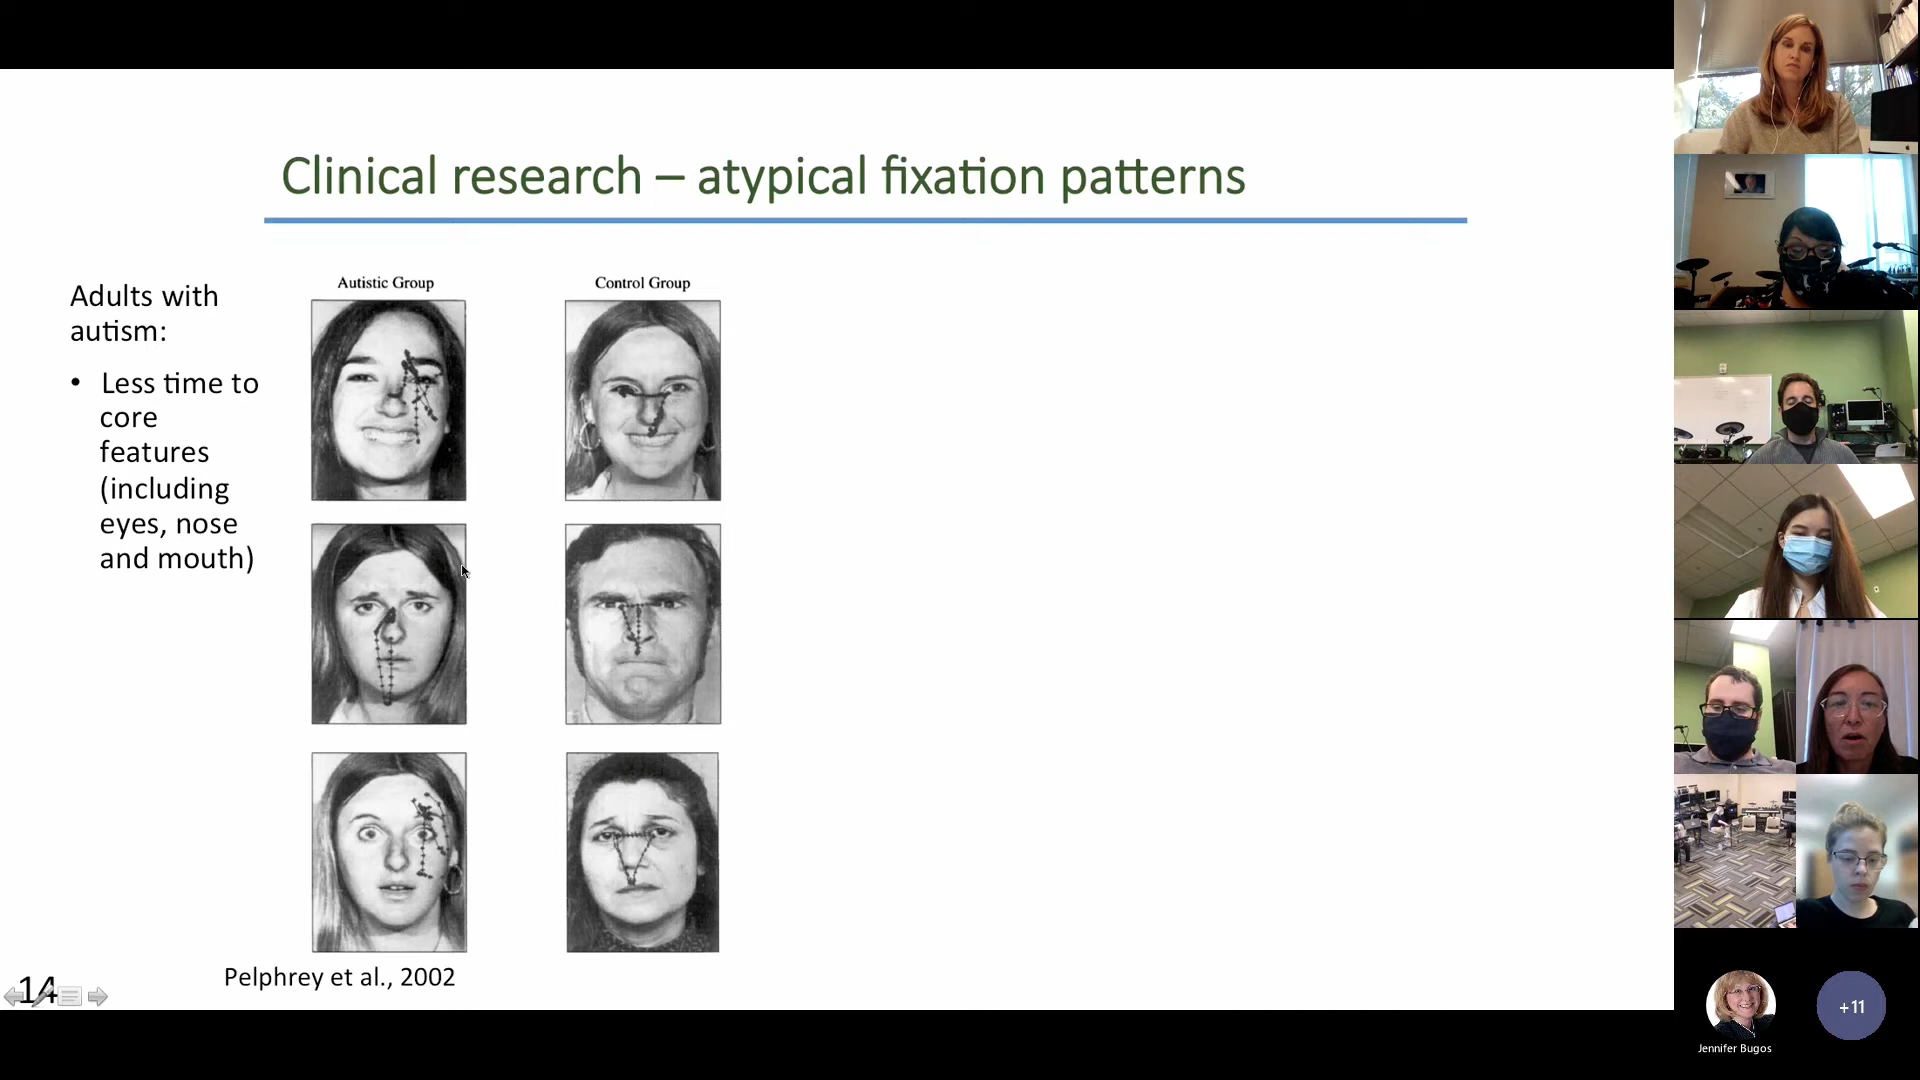 Clinical research – atypical fixation patterns
Adults with
autism:
• Less time to
core
features
(including
eyes, nose
and mouth)
Autistic Group
Control Group
Pelphrey et al., 2002
14
Jennifer Bugos
+11